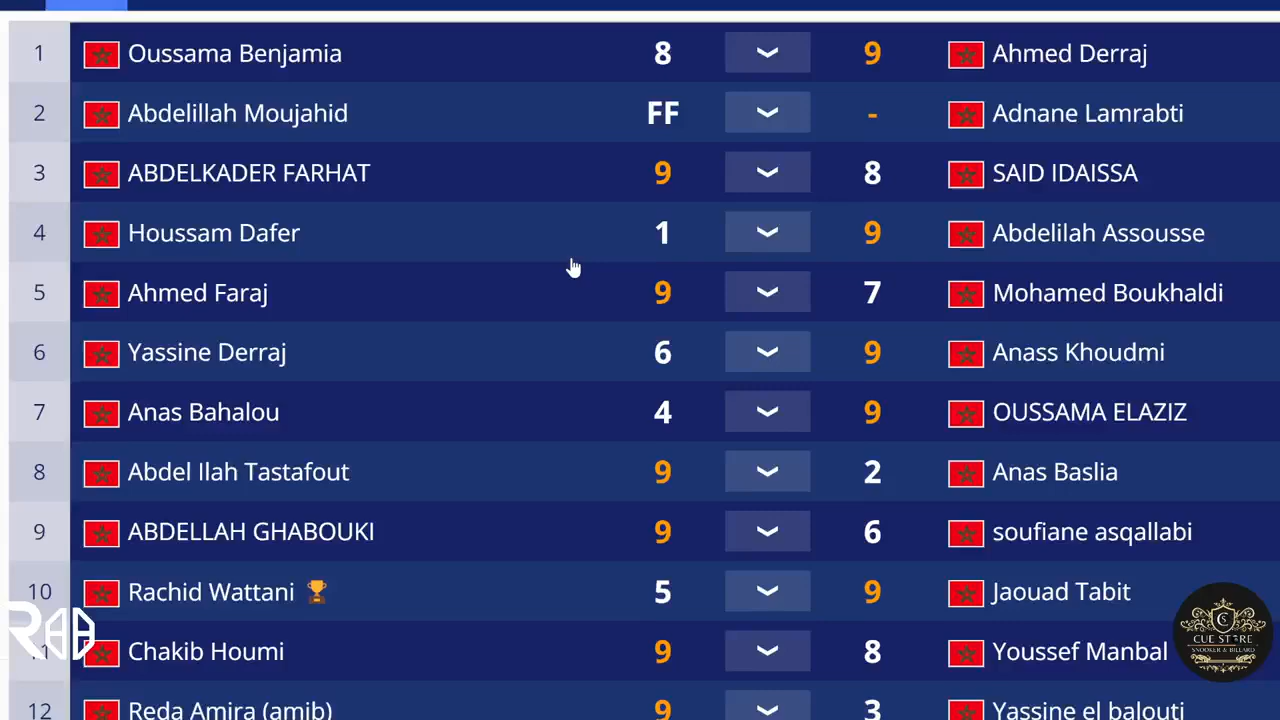 1 Oussama Benjamia 8 9 Ahmed Derraj
2 Abdelillah Moujahid FF - Adnane Lamrabti
3 ABDELKADER FARHAT 9 8 SAID IDAISSA
4 Houssam Dafer 1 9 Abdelilah Assousse
5 Ahmed Faraj 9 7 Mohamed Boukhaldi
6 Yassine Derraj 6 9 Anass Khoudmi
7 Anas Bahalou 4 9 OUSSAMA ELAZIZ
8 Abdel Ilah Tastafout 9 2 Anas Baslia
9 ABDELLAH GHABOUKI 9 6 soufiane asqallabi
10 Rachid Wattani 5 9 Jaouad Tabit
11 Chakib Houmi 9 8 Youssef Manbal
12 Reda Amira (amib) 9 3 Yassine el balouti
CS
CUE STORE
SNOOKER & BILLARD